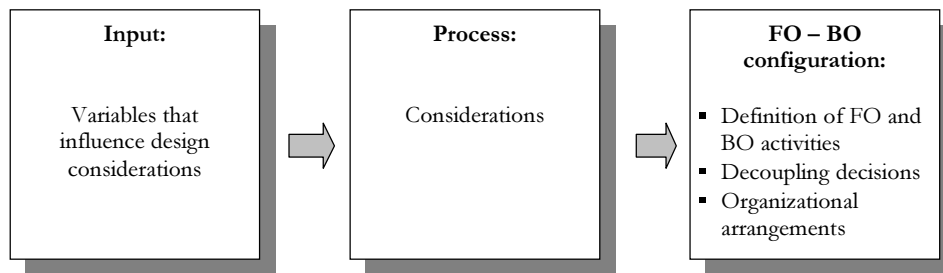 Input:
Variables that
influence design
considerations
Process:
Considerations
FO – BO
configuration:
▪ Definition of FO and
BO activities
▪ Decoupling decisions
▪ Organizational
arrangements